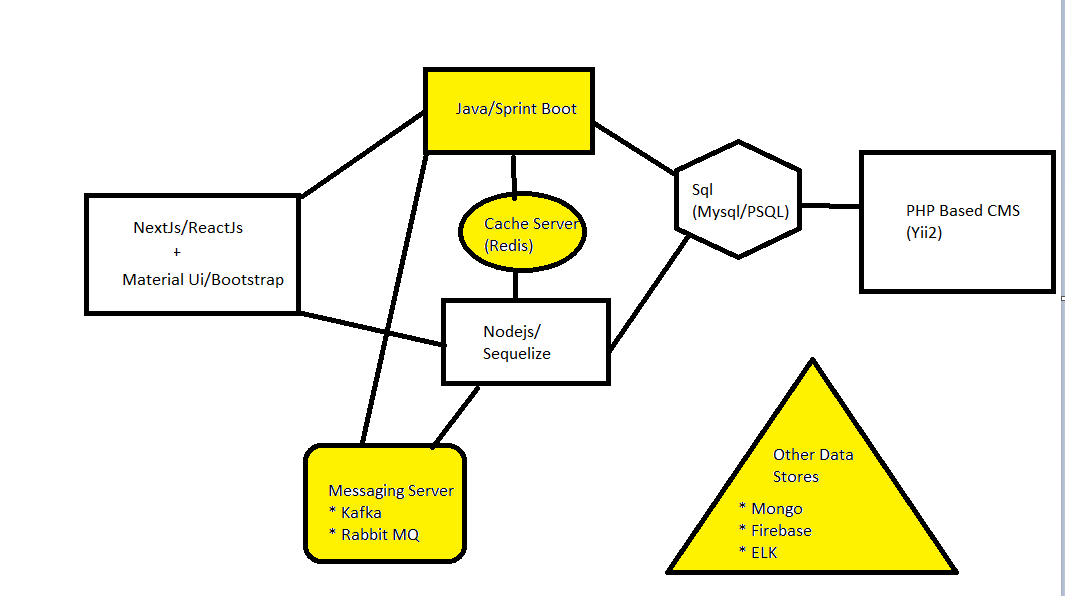 Java/Sprint Boot
NextJs/ReactJs
+
Material Ui/Bootstrap
Cache Server
(Redis)
Sql
(Mysql/PSQL)
PHP Based CMS
(Yii2)
Nodejs/
Sequelize
Messaging Server
* Kafka
* Rabbit MQ
Other Data
Stores
* Mongo
* Firebase
* ELK